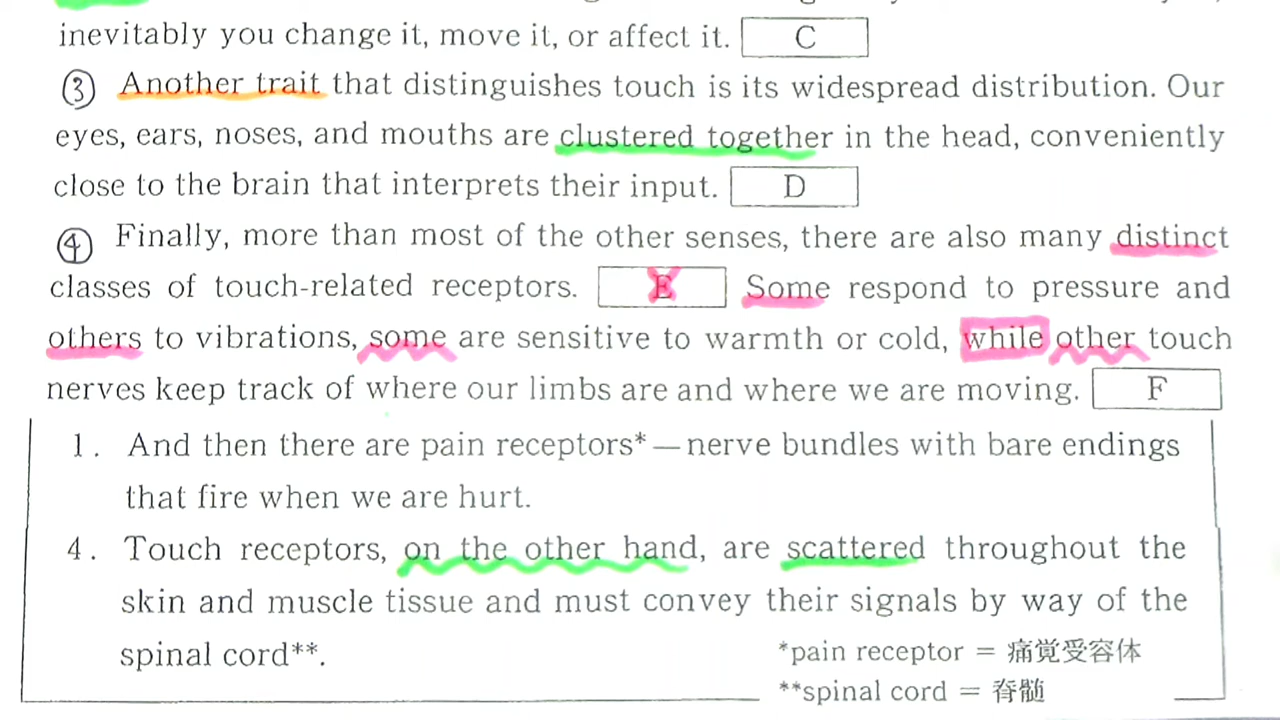 inevitably you change it, move it, or affect it. C
③ Another trait that distinguishes touch is its widespread distribution. Our
eyes, ears, noses, and mouths are clustered together in the head, conveniently
close to the brain that interprets their input. D
④ Finally, more than most of the other senses, there are also many distinct
classes of touch-related receptors. E Some respond to pressure and
others to vibrations, some are sensitive to warmth or cold, while other touch
nerves keep track of where our limbs are and where we are moving. F
1. And then there are pain receptors*—nerve bundles with bare endings
that fire when we are hurt.
4. Touch receptors, on the other hand, are scattered throughout the
skin and muscle tissue and must convey their signals by way of the
spinal cord**.
*pain receptor = 痛覚受容体
**spinal cord = 脊髄